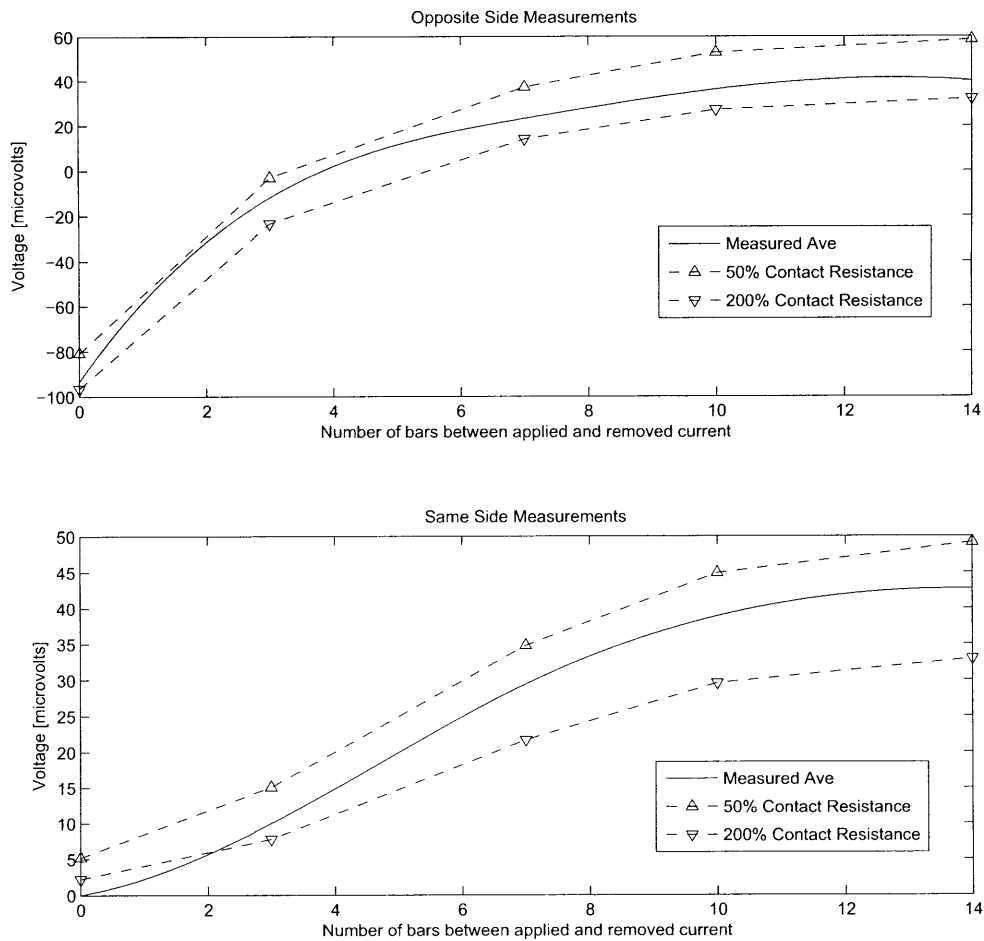 Opposite Side Measurements
60
40
20
0
−20
−40
−60
−80
−100
Voltage [microvolts]
Measured Ave
50% Contact Resistance
200% Contact Resistance
0 2 4 6 8 10 12 14
Number of bars between applied and removed current
Same Side Measurements
50
45
40
35
30
25
20
15
10
5
0
Voltage [microvolts]
Measured Ave
50% Contact Resistance
200% Contact Resistance
0 2 4 6 8 10 12 14
Number of bars between applied and removed current